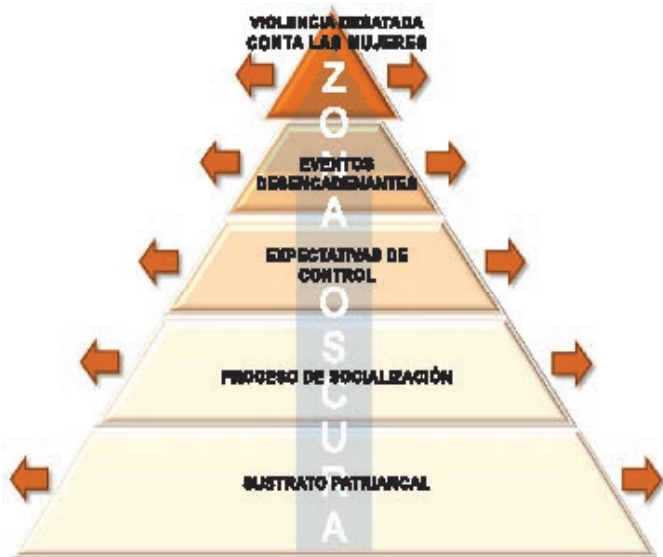 VIOLENCIA DESATADA
CONTA LAS MUJERES
EVENTOS
DESENCADENANTES
EXPECTATIVAS DE
CONTROL
PROCESO DE SOCIALIZACIÓN
SUSTRATO PATRIARCAL
ZONA OSCURA